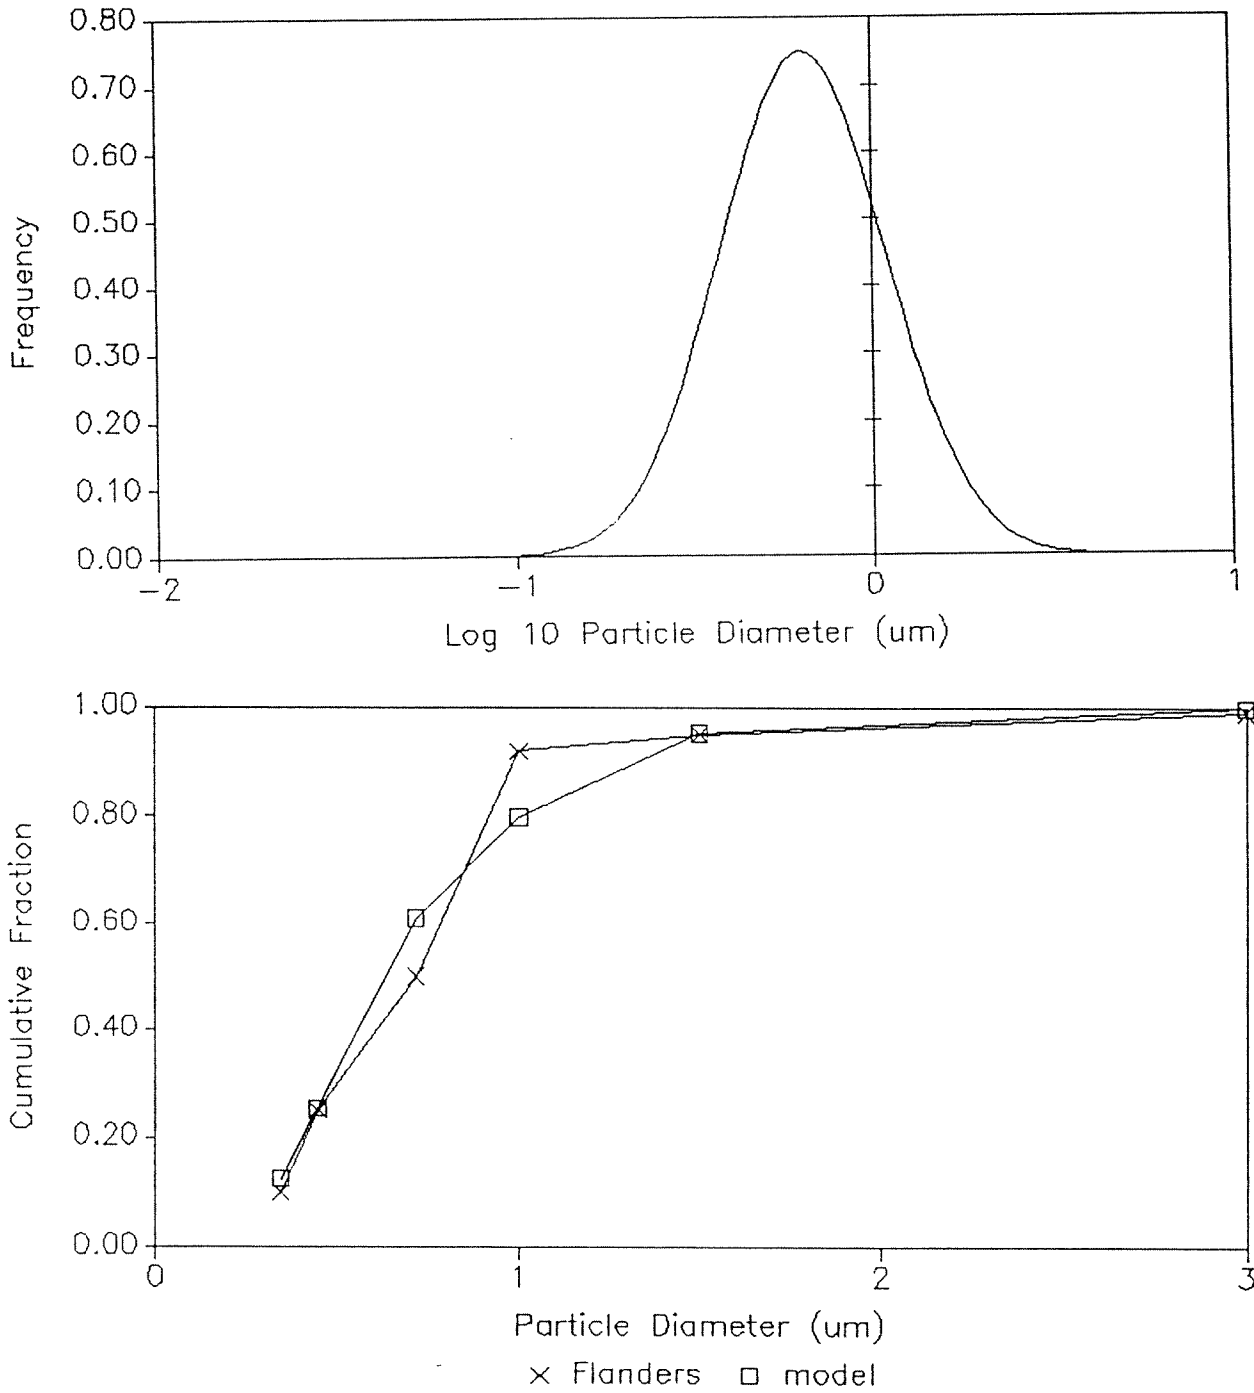 0.80
0.70
0.60
0.50
0.40
0.30
0.20
0.10
0.00
Frequency
-2 -1 0 1
Log 10 Particle Diameter (um)
1.00
0.80
0.60
0.40
0.20
0.00
Cumulative Fraction
0 1 2 3
Particle Diameter (um)
× Flanders □ model